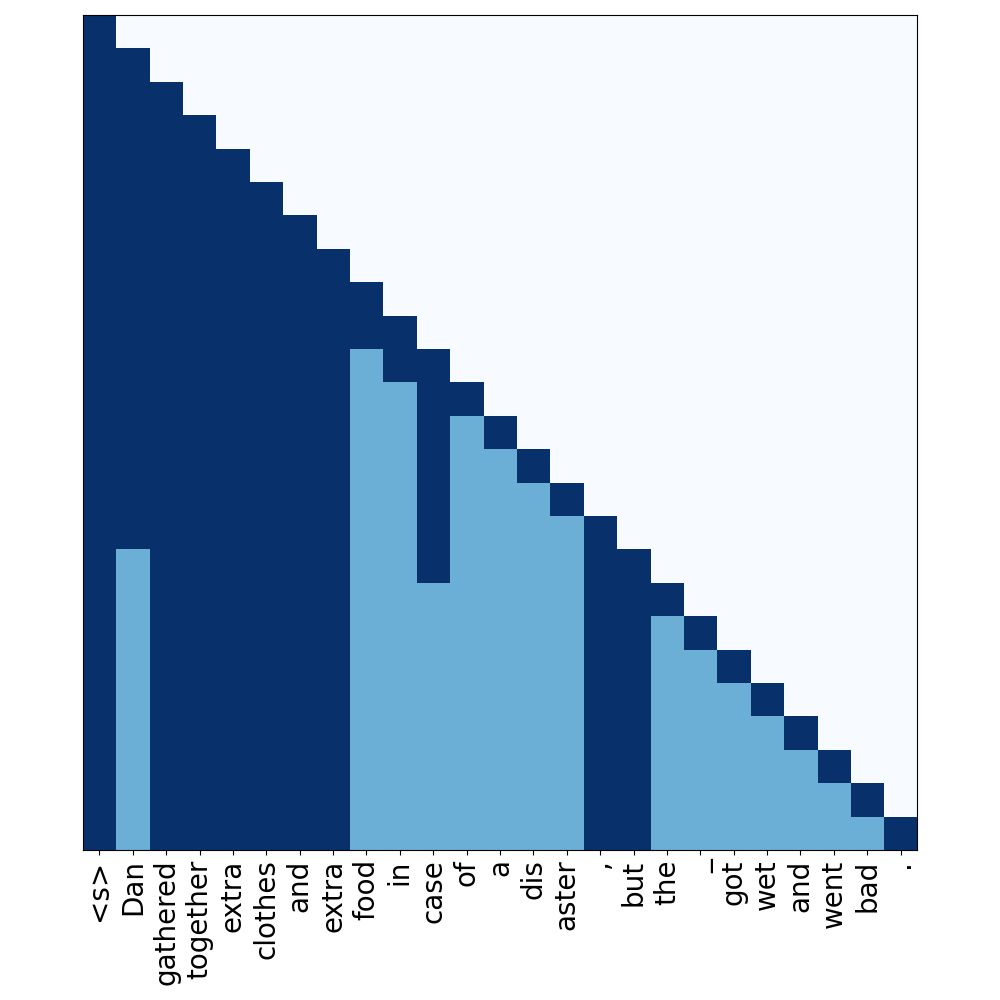 <s> Dan gathered together extra clothes and extra food in case of a dis aster , but the _ got wet and went bad .